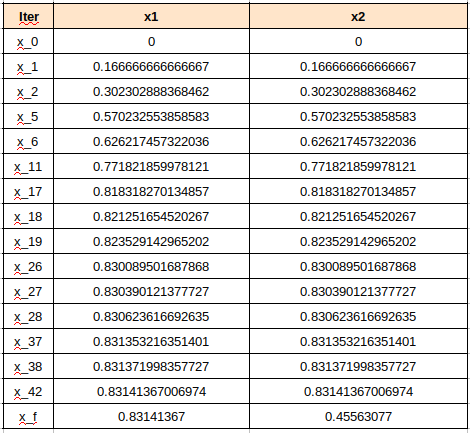 Iter x1 x2
x_0 0 0
x_1 0.166666666666667 0.166666666666667
x_2 0.302302888368462 0.302302888368462
x_5 0.570232553858583 0.570232553858583
x_6 0.626217457322036 0.626217457322036
x_11 0.771821859978121 0.771821859978121
x_17 0.818318270134857 0.818318270134857
x_18 0.821251654520267 0.821251654520267
x_19 0.823529142965202 0.823529142965202
x_26 0.830089501687868 0.830089501687868
x_27 0.830390121377727 0.830390121377727
x_28 0.830623616692635 0.830623616692635
x_37 0.831353216351401 0.831353216351401
x_38 0.831371998357727 0.831371998357727
x_42 0.83141367006974 0.83141367006974
x_f 0.83141367 0.45563077